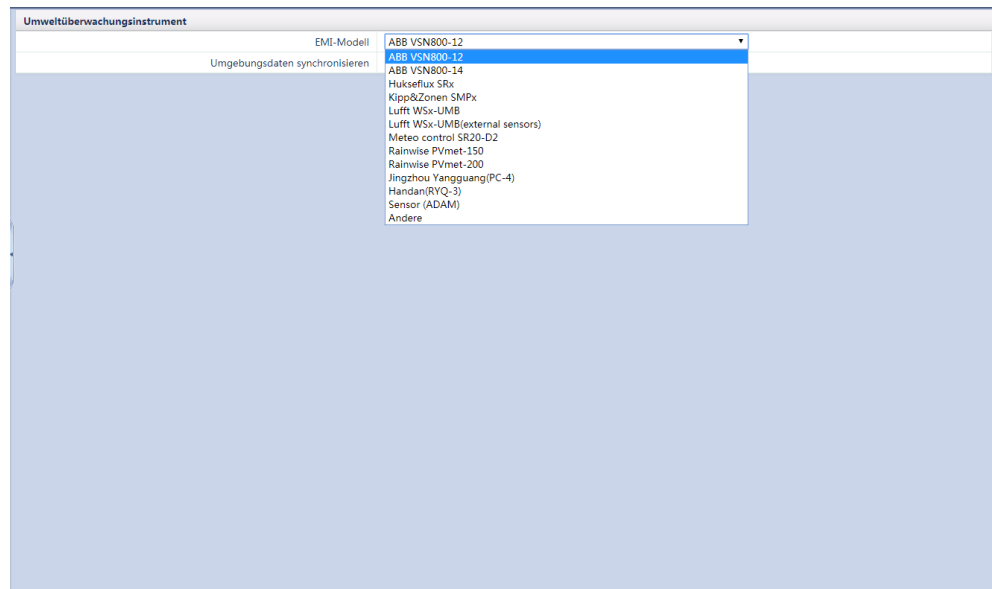 Umweltüberwachungsinstrument
EMI-Modell ABB VSN800-12
ABB VSN800-12
Umgebungsdaten synchronisieren
ABB VSN800-14
Hukseflux SRx
Kipp&Zonen SMPx
Lufft WSx-UMB
Lufft WSx-UMB(external sensors)
Meteo control SR20-D2
Rainwise PVmet-150
Rainwise PVmet-200
Jingzhou Yangguang(PC-4)
Handan(RYQ-3)
Sensor (ADAM)
Andere